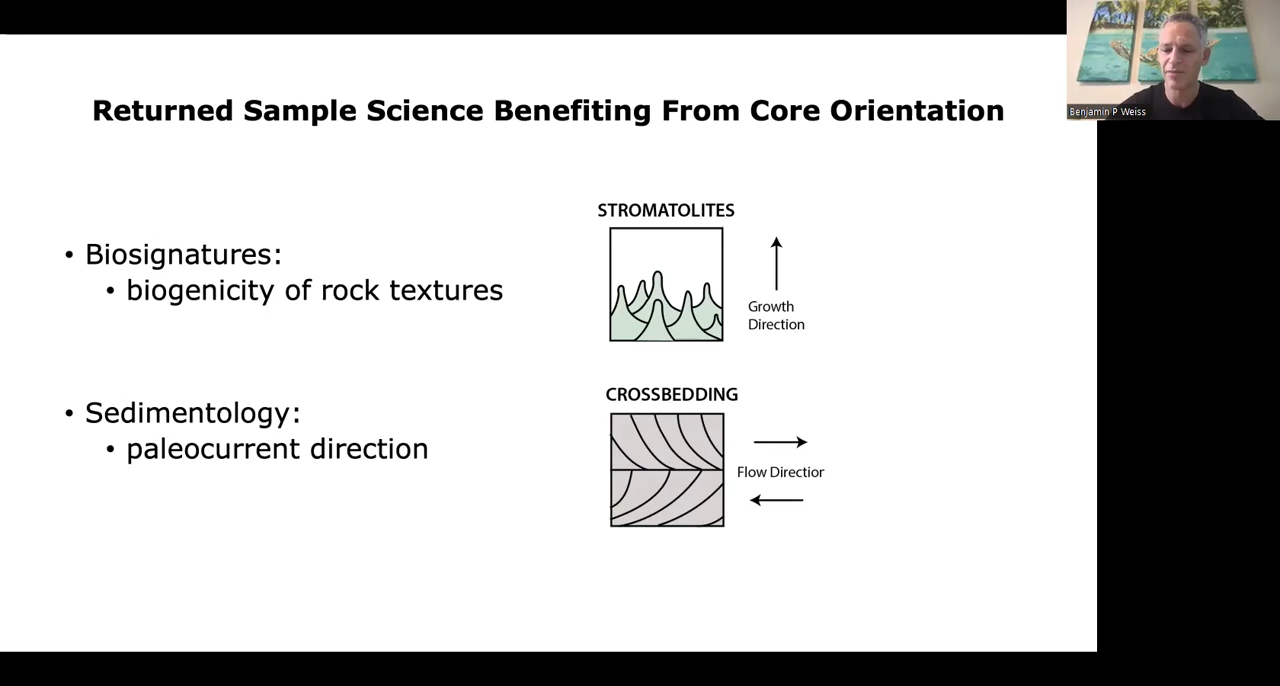 Returned Sample Science Benefiting From Core Orientation
Benjamin P Weiss
STROMATOLITES
• Biosignatures:
• biogenicity of rock textures
Growth
Direction
CROSSBEDDING
• Sedimentology:
• paleocurrent direction
Flow Directior